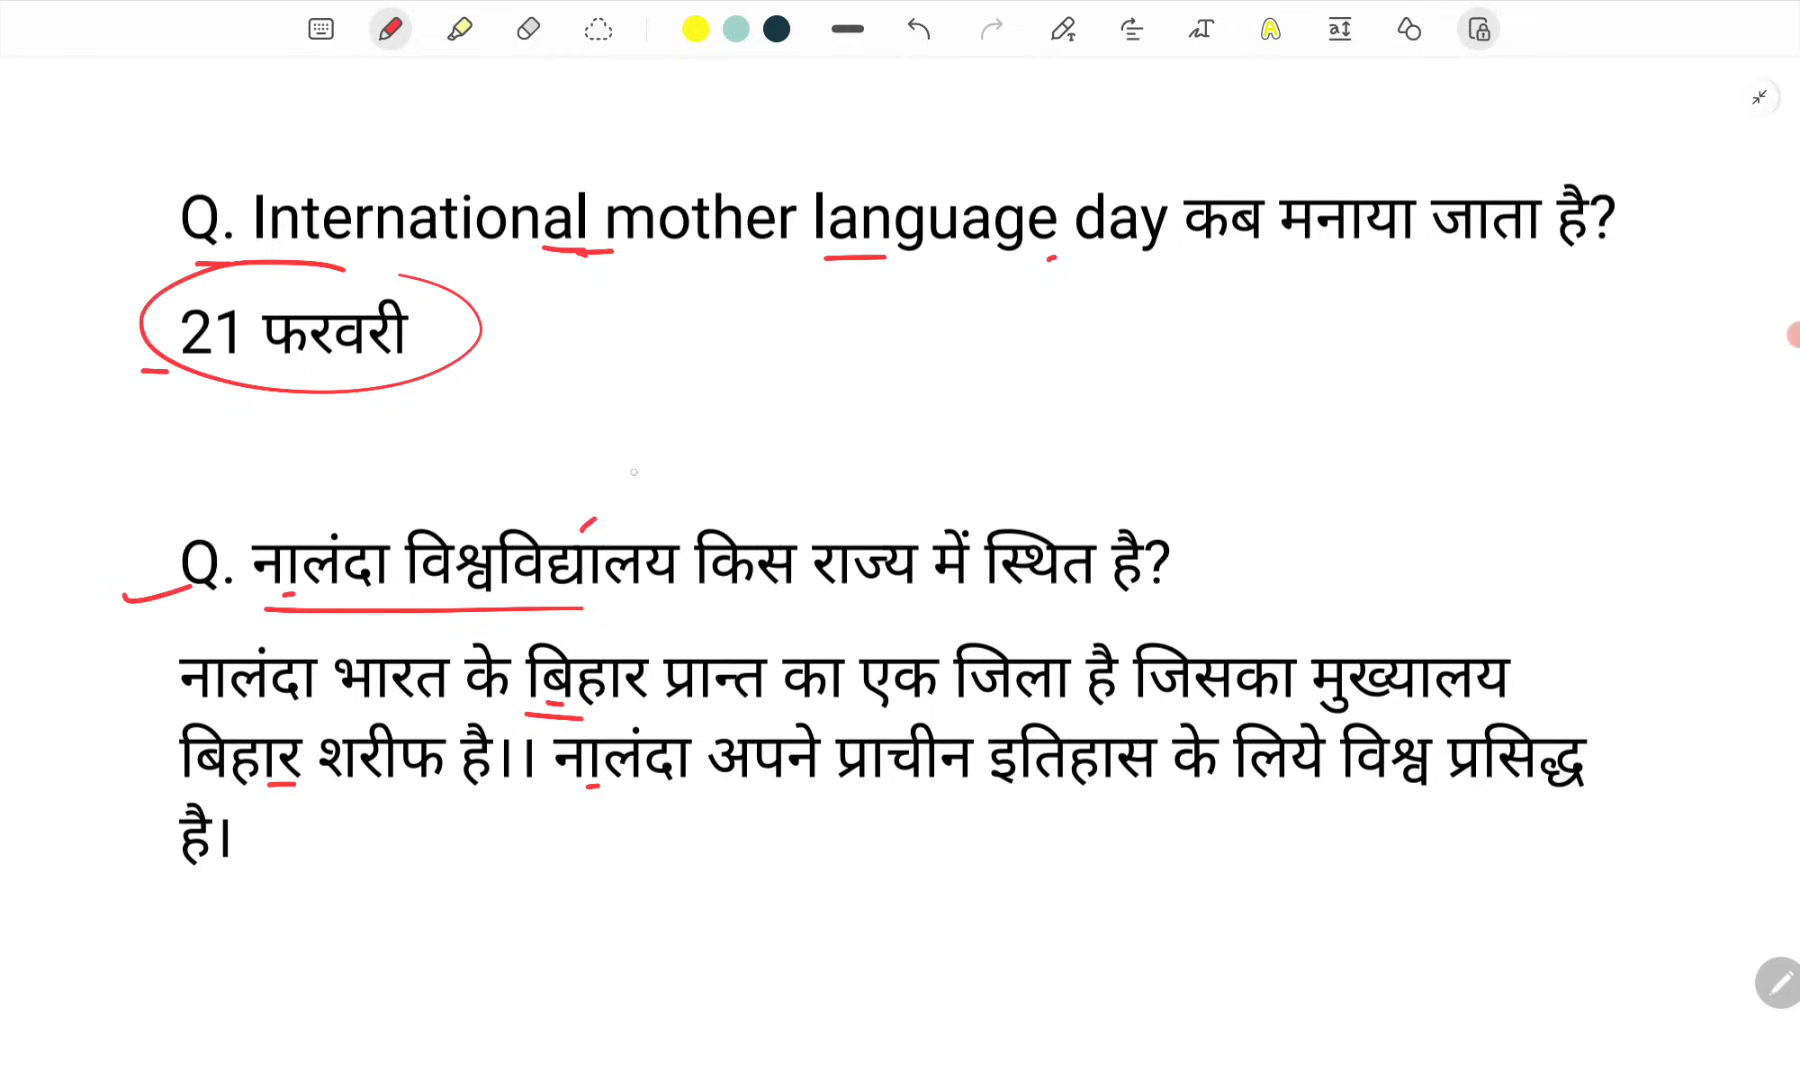 Q. International mother language day कब मनाया जाता है?
21 फरवरी
Q. नालंदा विश्वविद्यालय किस राज्य में स्थित है?
नालंदा भारत के बिहार प्रान्त का एक जिला है जिसका मुख्यालय
बिहार शरीफ है।। नालंदा अपने प्राचीन इतिहास के लिये विश्व प्रसिद्ध
है।